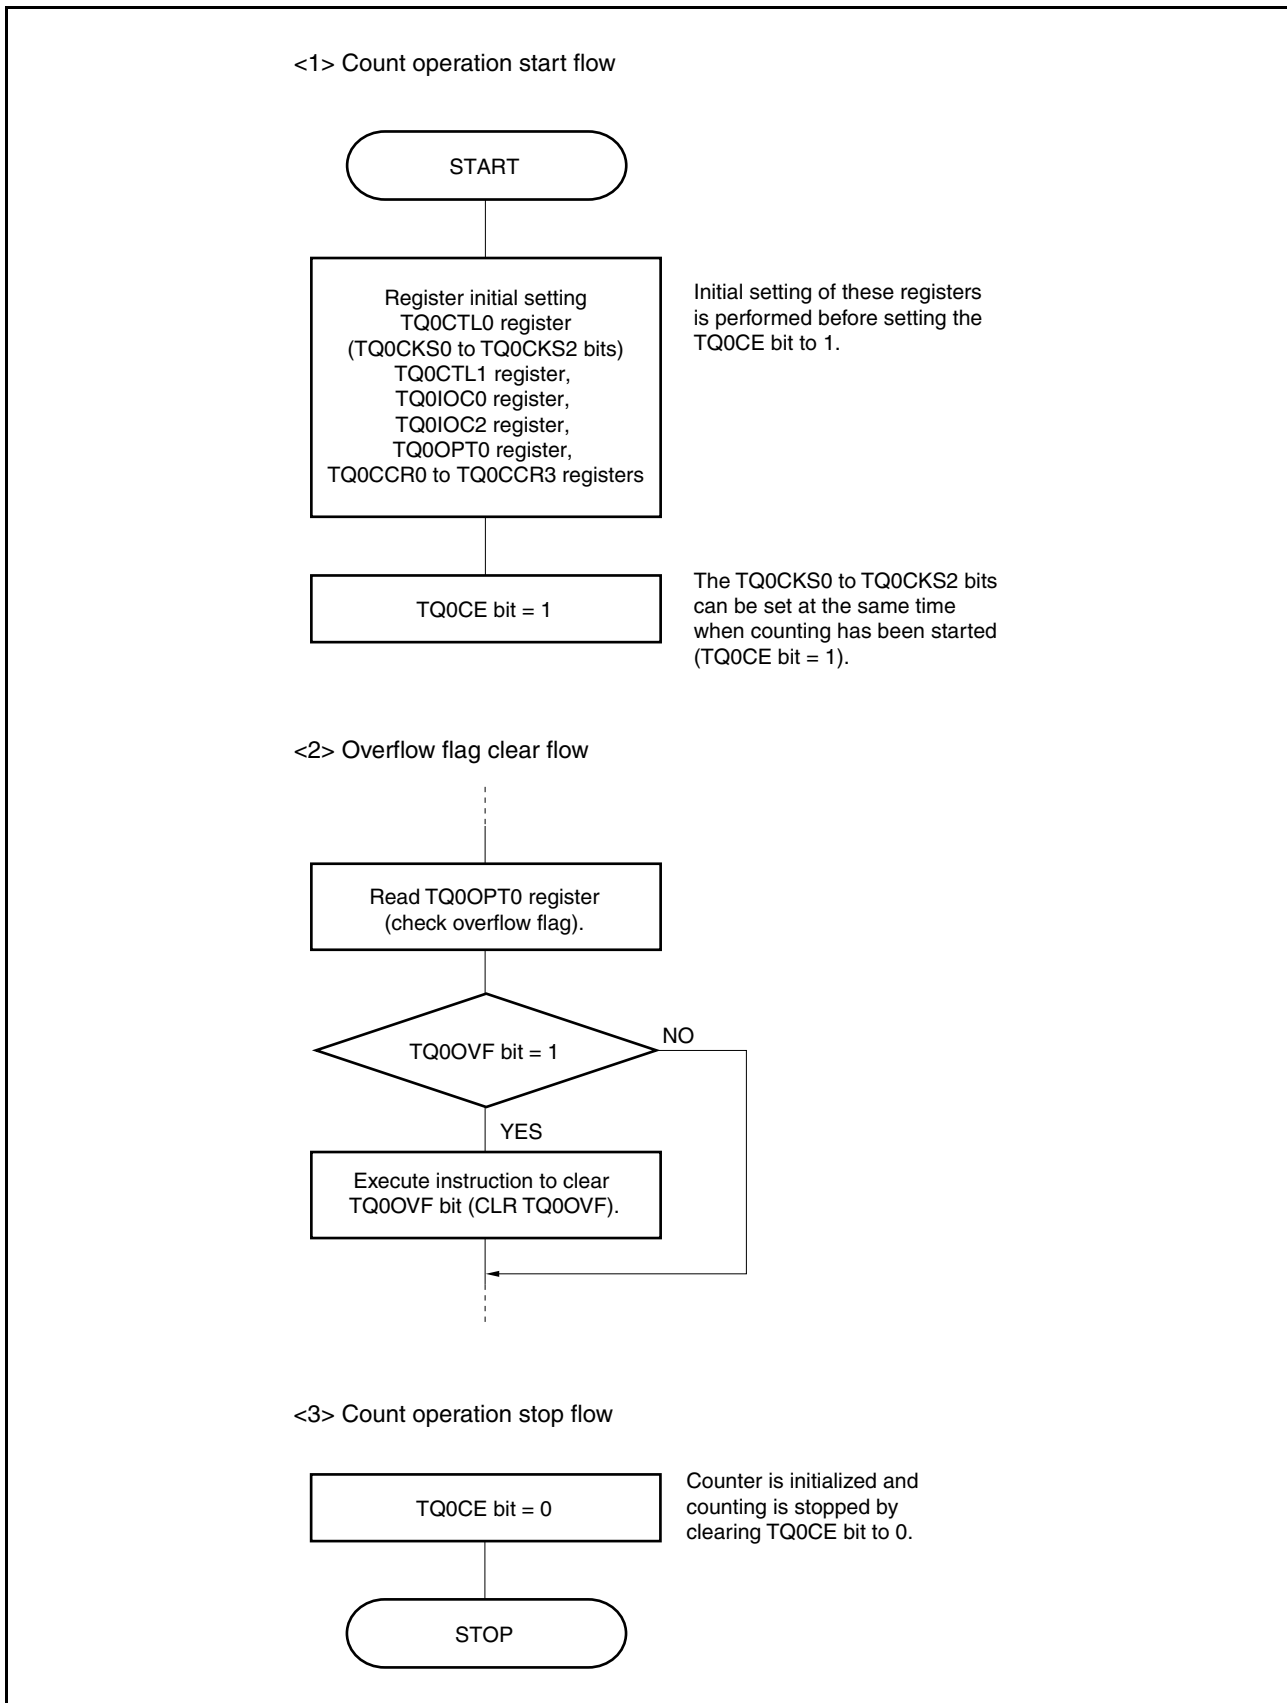 <1> Count operation start flow
START
Register initial setting
TQ0CTL0 register
(TQ0CKS0 to TQ0CKS2 bits)
TQ0CTL1 register,
TQ0IOC0 register,
TQ0IOC2 register,
TQ0OPT0 register,
TQ0CCR0 to TQ0CCR3 registers
Initial setting of these registers
is performed before setting the
TQ0CE bit to 1.
TQ0CE bit = 1
The TQ0CKS0 to TQ0CKS2 bits
can be set at the same time
when counting has been started
(TQ0CE bit = 1).
<2> Overflow flag clear flow
Read TQ0OPT0 register
(check overflow flag).
TQ0OVF bit = 1
NO
YES
Execute instruction to clear
TQ0OVF bit (CLR TQ0OVF).
<3> Count operation stop flow
TQ0CE bit = 0
Counter is initialized and
counting is stopped by
clearing TQ0CE bit to 0.
STOP